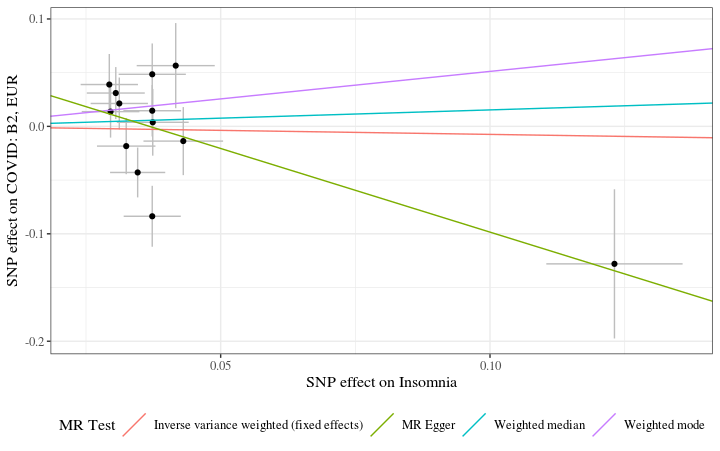 0.1
0.0
-0.1
-0.2
SNP effect on COVID: B2, EUR
0.05
0.10
SNP effect on Insomnia
MR Test
Inverse variance weighted (fixed effects)
MR Egger
Weighted median
Weighted mode